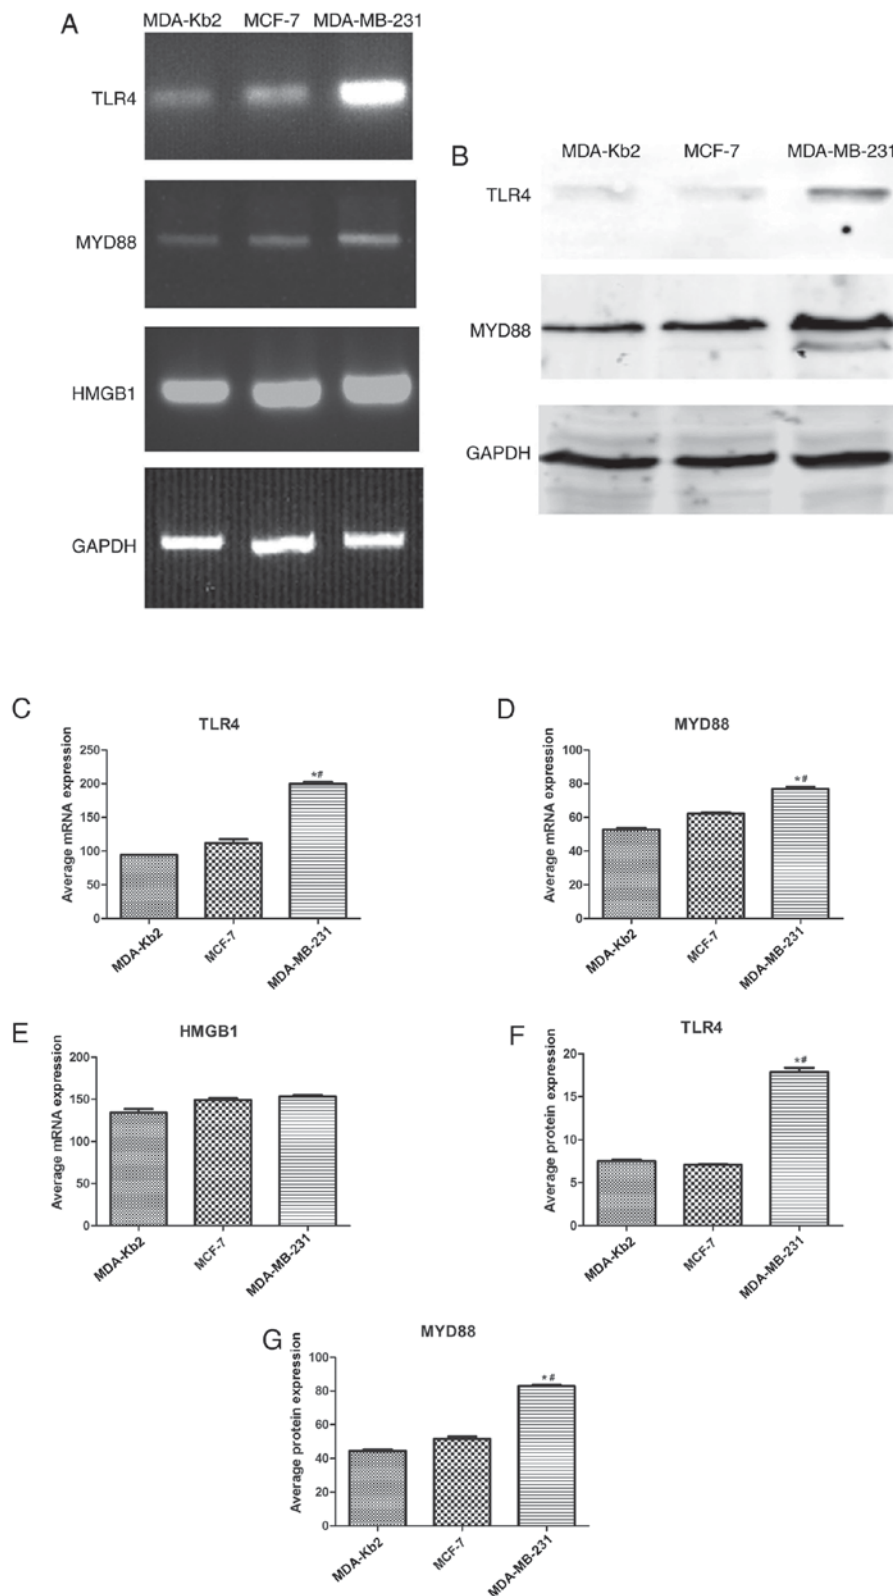 A
MDA-Kb2 MCF-7 MDA-MB-231
TLR4
MYD88
HMGB1
GAPDH
B
MDA-Kb2 MCF-7 MDA-MB-231
TLR4
MYD88
GAPDH
C
TLR4
Average mRNA expression
250
200
150
100
50
0
*#
MDA-Kb2
MCF-7
MDA-MB-231
D
MYD88
Average mRNA expression
100
80
60
40
20
0
*#
MDA-Kb2
MCF-7
MDA-MB-231
E
HMGB1
Average mRNA expression
200
150
100
50
0
MDA-Kb2
MCF-7
MDA-MB-231
F
TLR4
Average protein expression
20
15
10
5
0
*#
MDA-Kb2
MCF-7
MDA-MB-231
G
MYD88
Average protein expression
100
80
60
40
20
0
*#
MDA-Kb2
MCF-7
MDA-MB-231